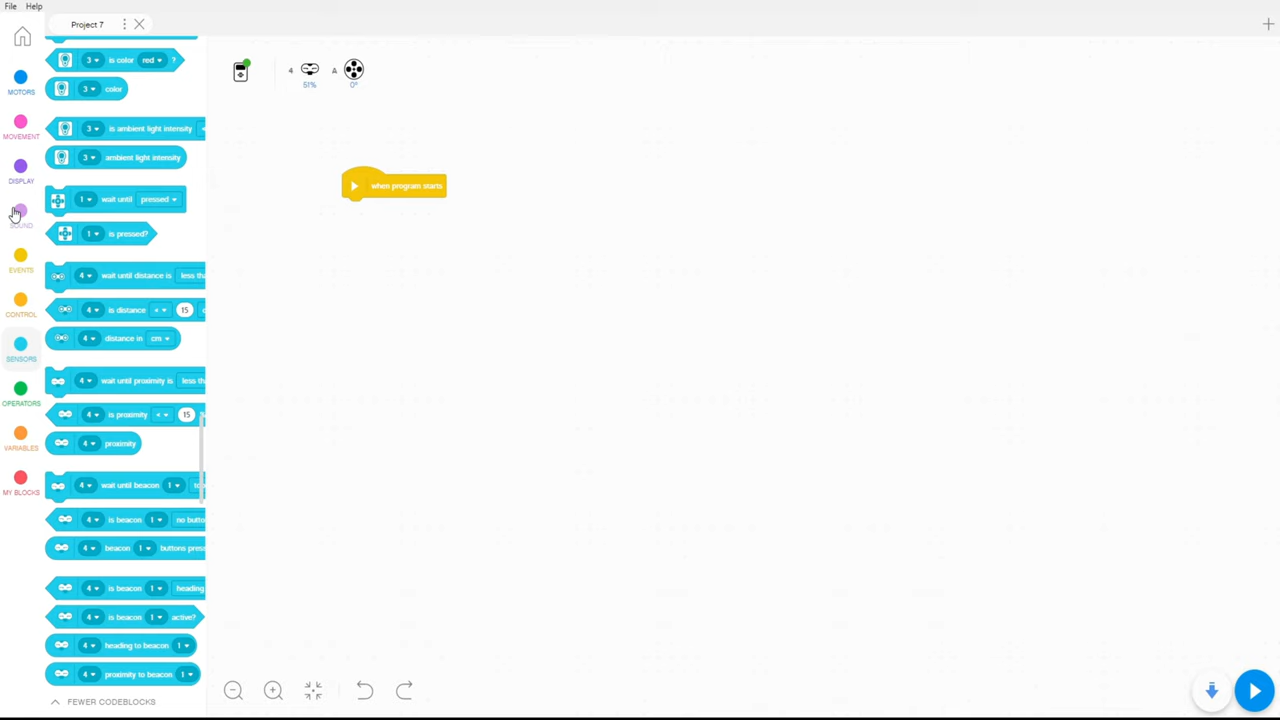 File Help
Project 7
MOTORS
MOVEMENT
DISPLAY
SOUND
EVENTS
CONTROL
SENSORS
OPERATORS
VARIABLES
MY BLOCKS
3 is color red ?
3 color
3 is ambient light intensity <
3 ambient light intensity
1 wait until pressed
1 is pressed?
4 wait until distance is less tha
4 is distance < 15 c
4 distance in cm
4 wait until proximity is less tha
4 is proximity < 15 ?
4 proximity
4 wait until beacon 1 to
4 is beacon 1 no butto
4 beacon 1 buttons press
4 is beacon 1 heading
4 is beacon 1 active?
4 heading to beacon 1
4 proximity to beacon 1
FEWER CODEBLOCKS
4 A
51% 0°
when program starts